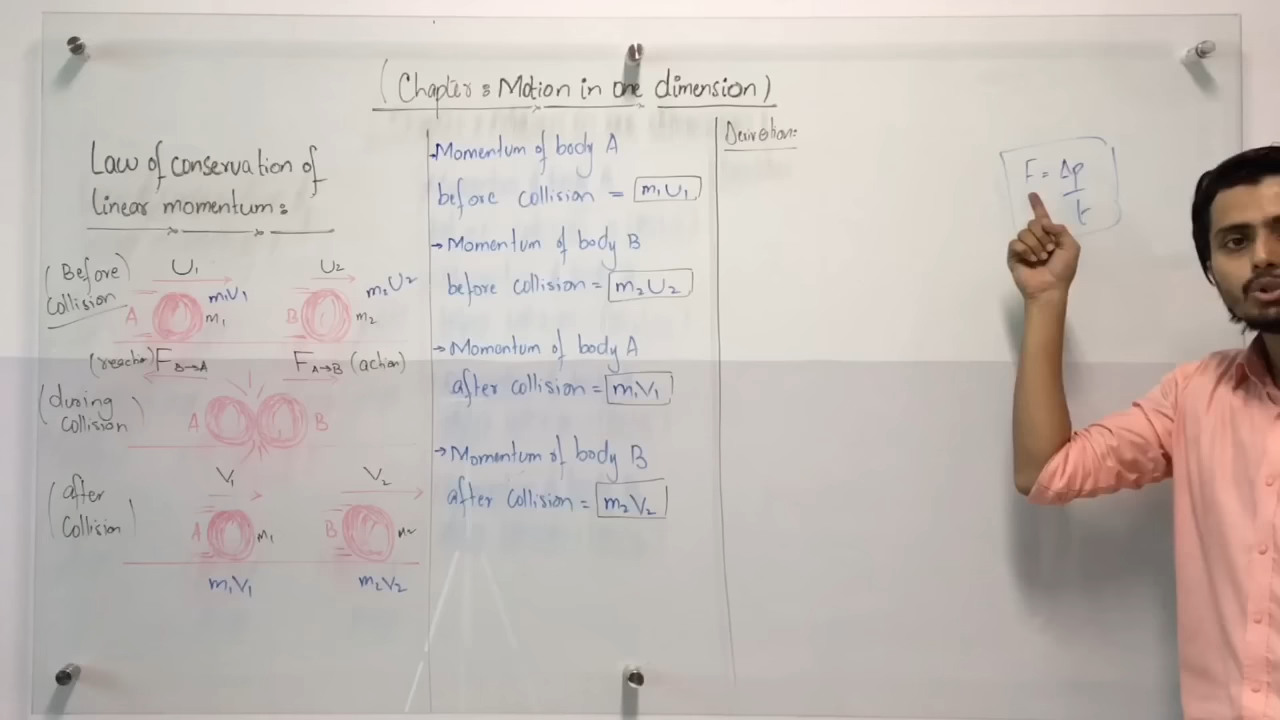 (Chapter: Motion in one dimension)
Law of conservation of
linear momentum:
(Before
collision)
U₁
U₂
m₁U₁
m₂U₂
A
m₁
B
m₂
(reaction) F B→A
F A→B (action)
(during
collision)
A
B
(after
collision)
V₁
V₂
A
m₁
B
m₂
m₁V₁
m₂V₂
→ Momentum of body A
before collision = m₁U₁
→ Momentum of body B
before collision = m₂U₂
→ Momentum of body A
after collision = m₁V₁
→ Momentum of body B
after collision = m₂V₂
Derivation:
F = Δp
t